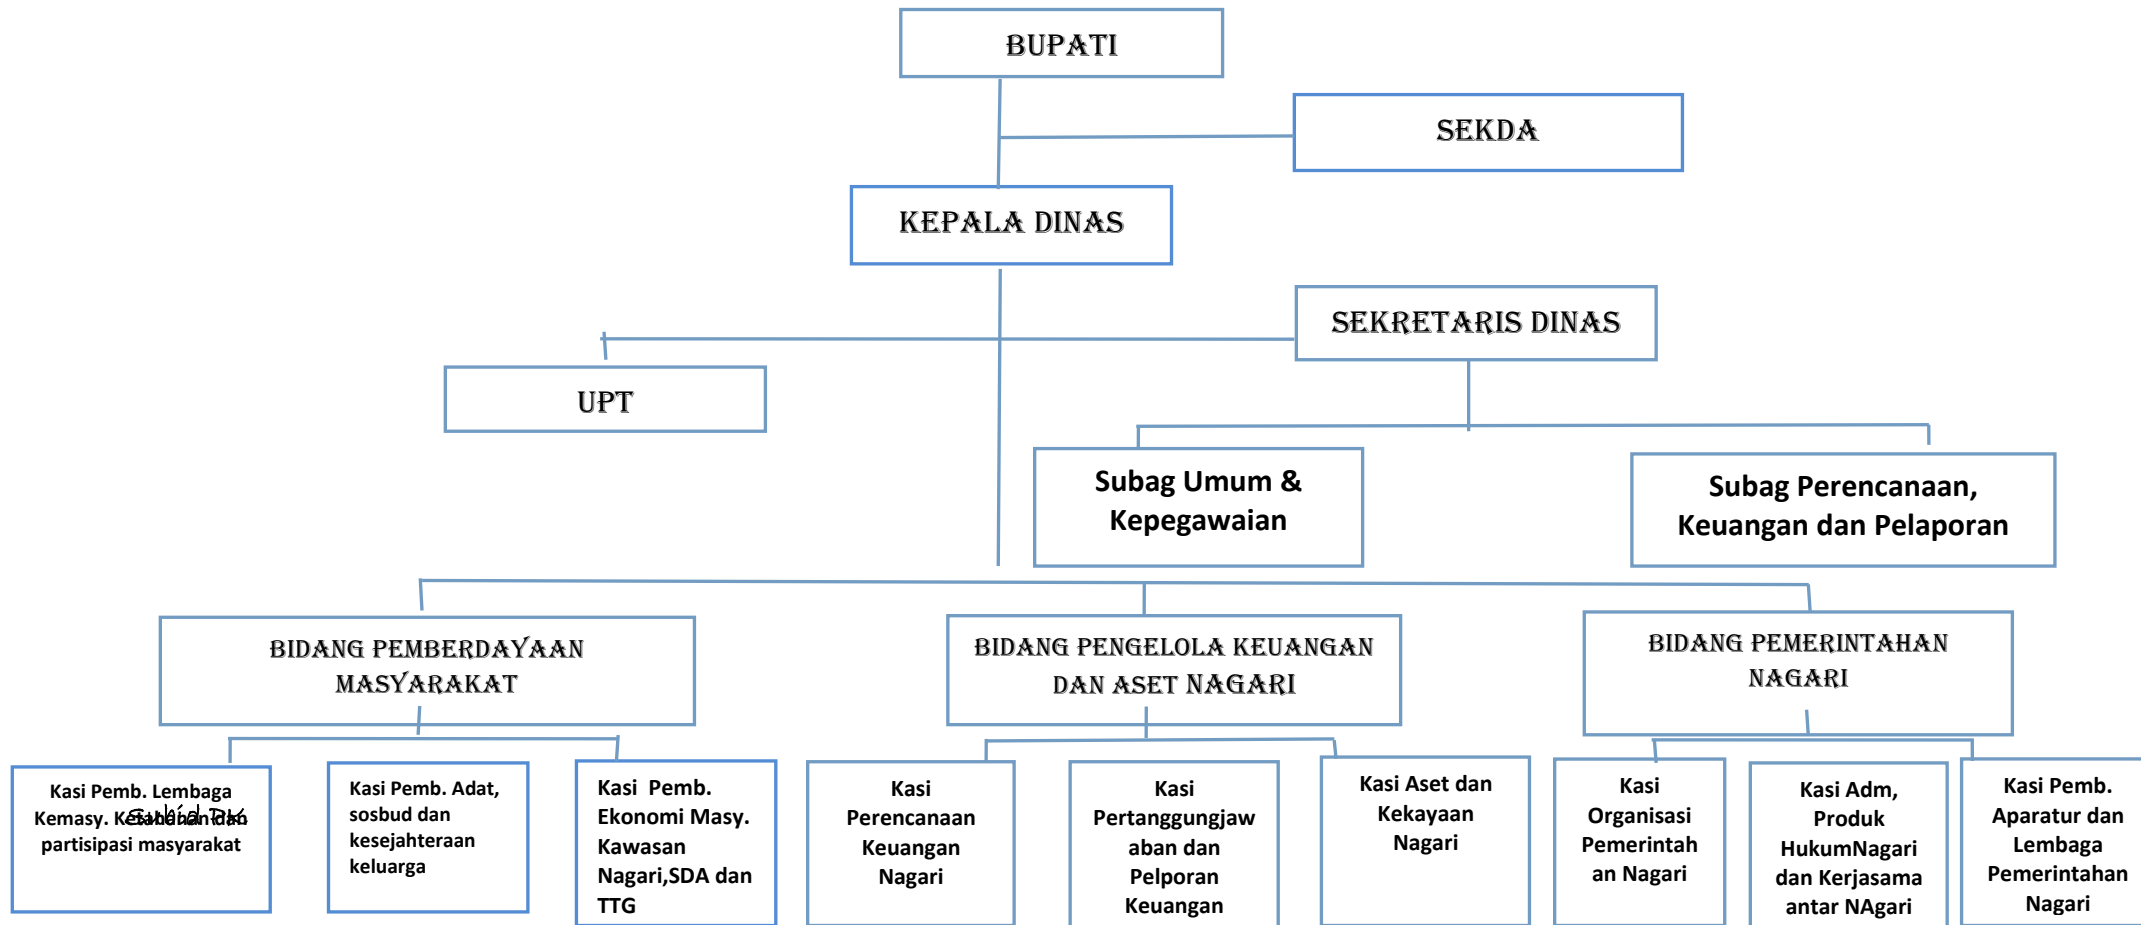 BUPATI
SEKDA
KEPALA DINAS
SEKRETARIS DINAS
UPT
Subag Umum &
Kepegawaian
Subag Perencanaan,
Keuangan dan Pelaporan
BIDANG PEMBERDAYAAN
MASYARAKAT
BIDANG PENGELOLA KEUANGAN
DAN ASET NAGARI
BIDANG PEMERINTAHAN
NAGARI
Kasi Pemb. Lembaga
Kemasy. Ketahanan dan
partisipasi masyarakat
Kasi Pemb. Adat,
sosbud dan
kesejahteraan
keluarga
Kasi Pemb.
Ekonomi Masy.
Kawasan
Nagari,SDA dan
TTG
Kasi
Perencanaan
Keuangan
Nagari
Kasi
Pertanggungjaw
aban dan
Pelporan
Keuangan
Kasi Aset dan
Kekayaan
Nagari
Kasi
Organisasi
Pemerintah
an Nagari
Kasi Adm,
Produk
HukumNagari
dan Kerjasama
antar NAgari
Kasi Pemb.
Aparatur dan
Lembaga
Pemerintahan
Nagari